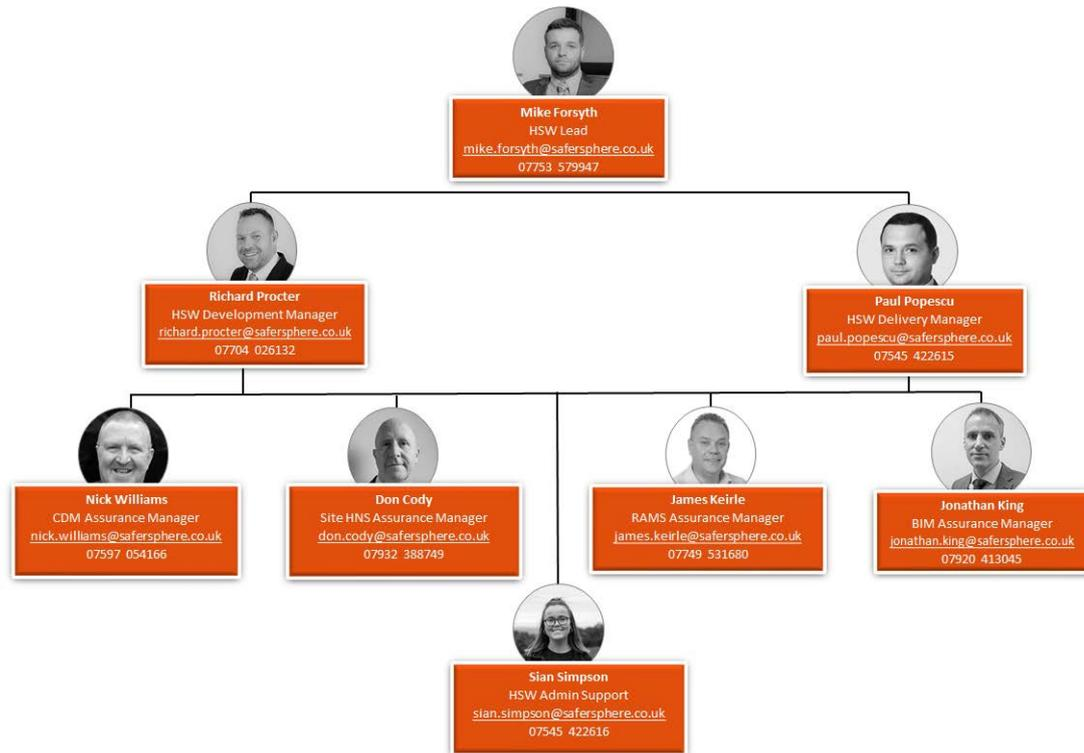 Mike Forsyth
HSW Lead
mike.forsyth@safersphere.co.uk
07753 579947
Richard Procter
HSW Development Manager
richard.procter@safersphere.co.uk
07704 026132
Paul Popescu
HSW Delivery Manager
paul.popescu@safersphere.co.uk
07545 422615
Nick Williams
CDM Assurance Manager
nick.williams@safersphere.co.uk
07597 054166
Don Cody
Site HNS Assurance Manager
don.cody@safersphere.co.uk
07932 388749
James Keirle
RAMS Assurance Manager
james.keirle@safersphere.co.uk
07749 531680
Jonathan King
BIM Assurance Manager
jonathan.king@safersphere.co.uk
07920 413045
Sian Simpson
HSW Admin Support
sian.simpson@safersphere.co.uk
07545 422616